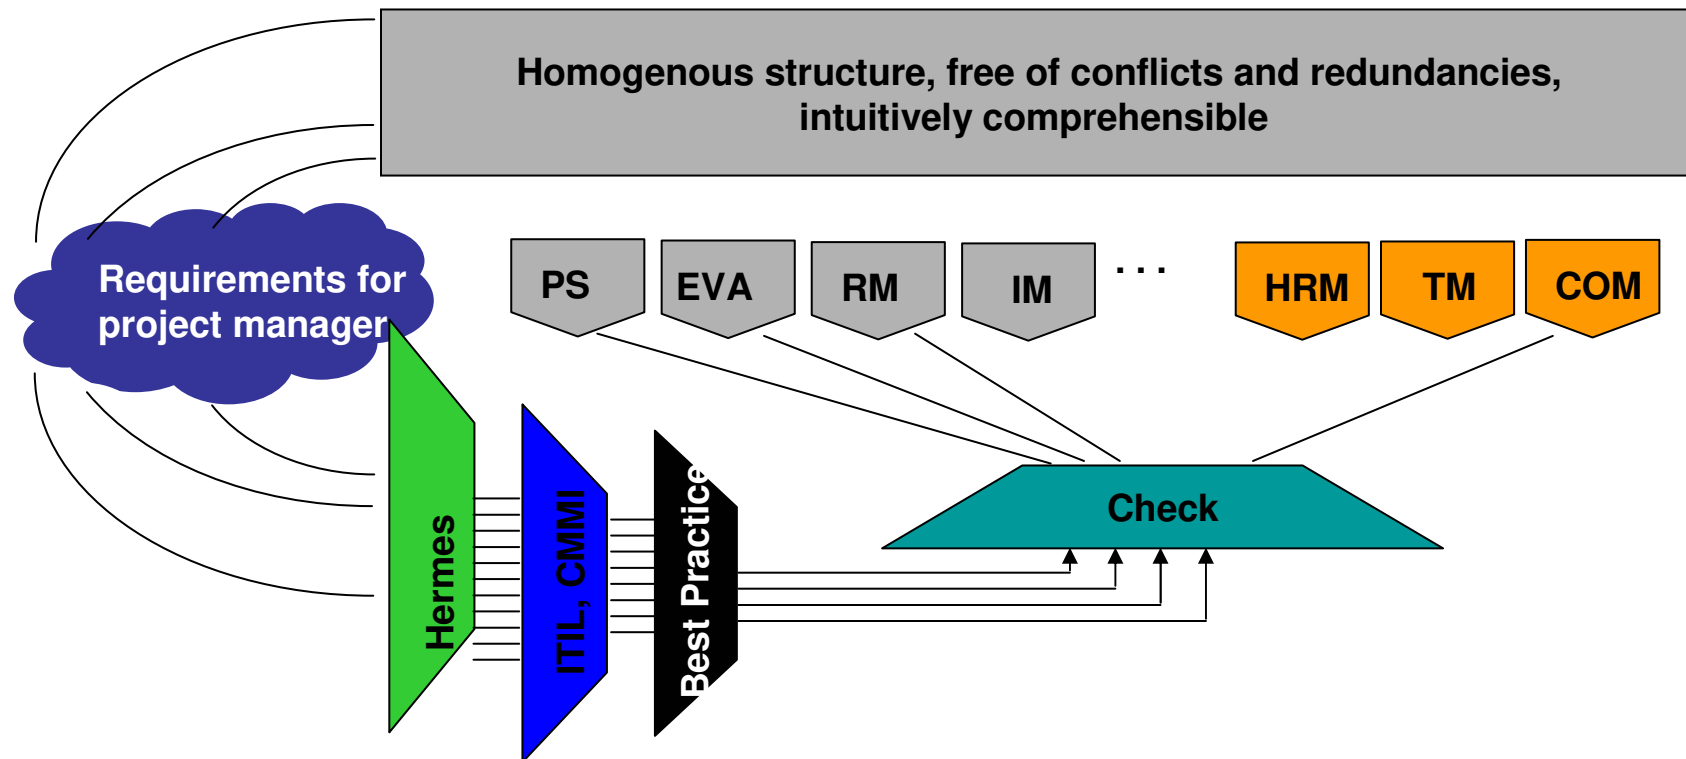 Homogenous structure, free of conflicts and redundancies,
intuitively comprehensible
Requirements for
project manager
PS
EVA
RM
IM
. . .
HRM
TM
COM
Check
Hermes
ITIL, CMMI
Best Practice